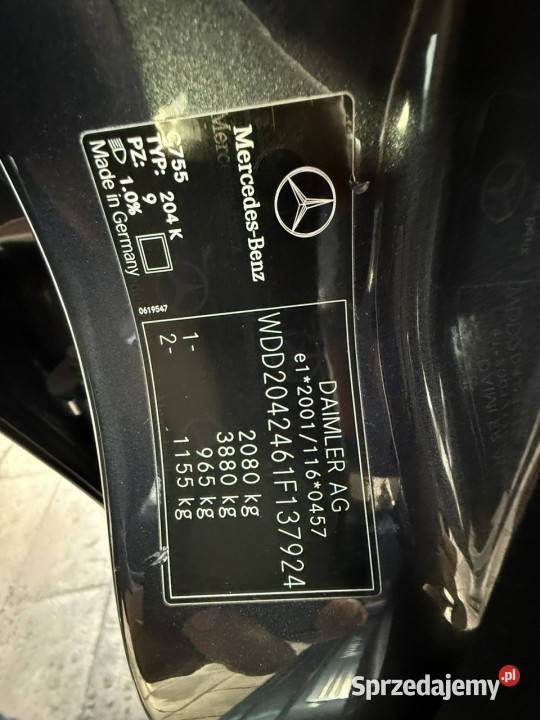 DAIMLER AG
e1*2001/116*0457
WDD2042461F137924
2080 kg
3880 kg
1- 965 kg
2- 1155 kg
Mercedes-Benz
C755
TYP: 204 K
PZ- 9
1.0%
Made in Germany
0619547
Sprzedajemy.pl